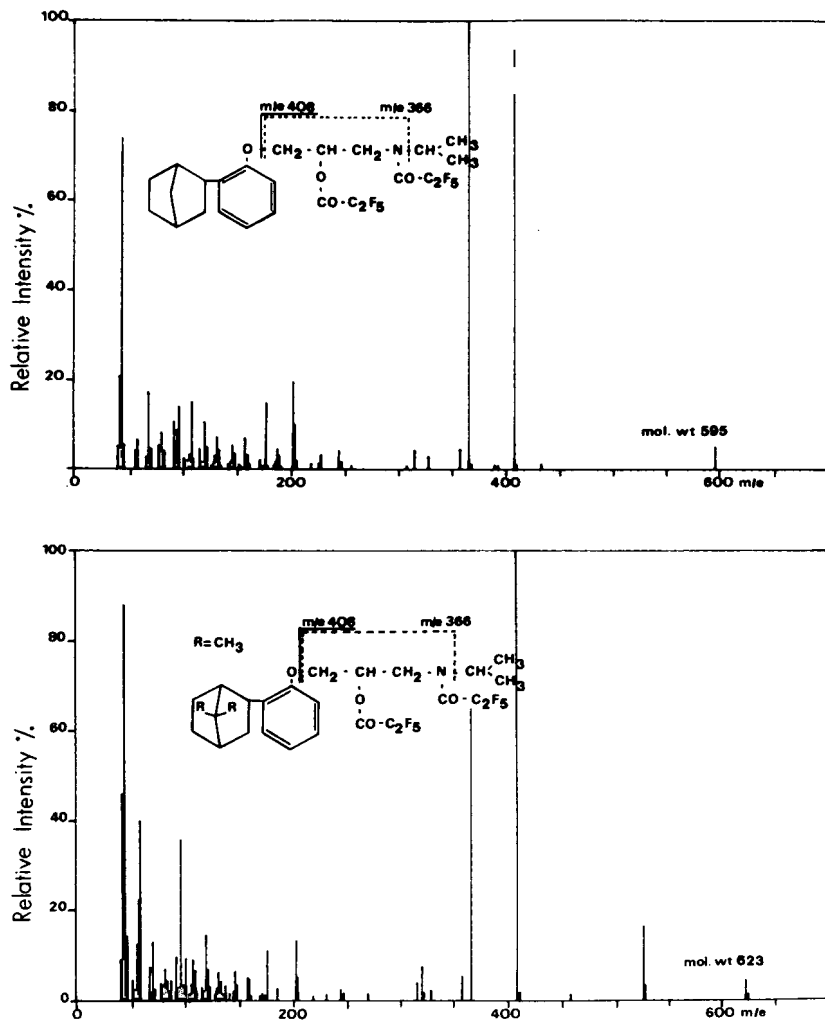 100
80
60
40
20
0
Relative Intensity %
m/e 408 m/e 366
O CH2 - CH - CH2 - N - CH CH3 CH3
O CO-C2F5
CO-C2F5
mol. wt 595
0 200 400 600 m/e
100
80
60
40
20
0
Relative Intensity %
R=CH3
m/e 408 m/e 366
O CH2 - CH - CH2 - N - CH CH3 CH3
R R
O CO-C2F5
CO-C2F5
mol. wt 623
0 200 400 600 m/e